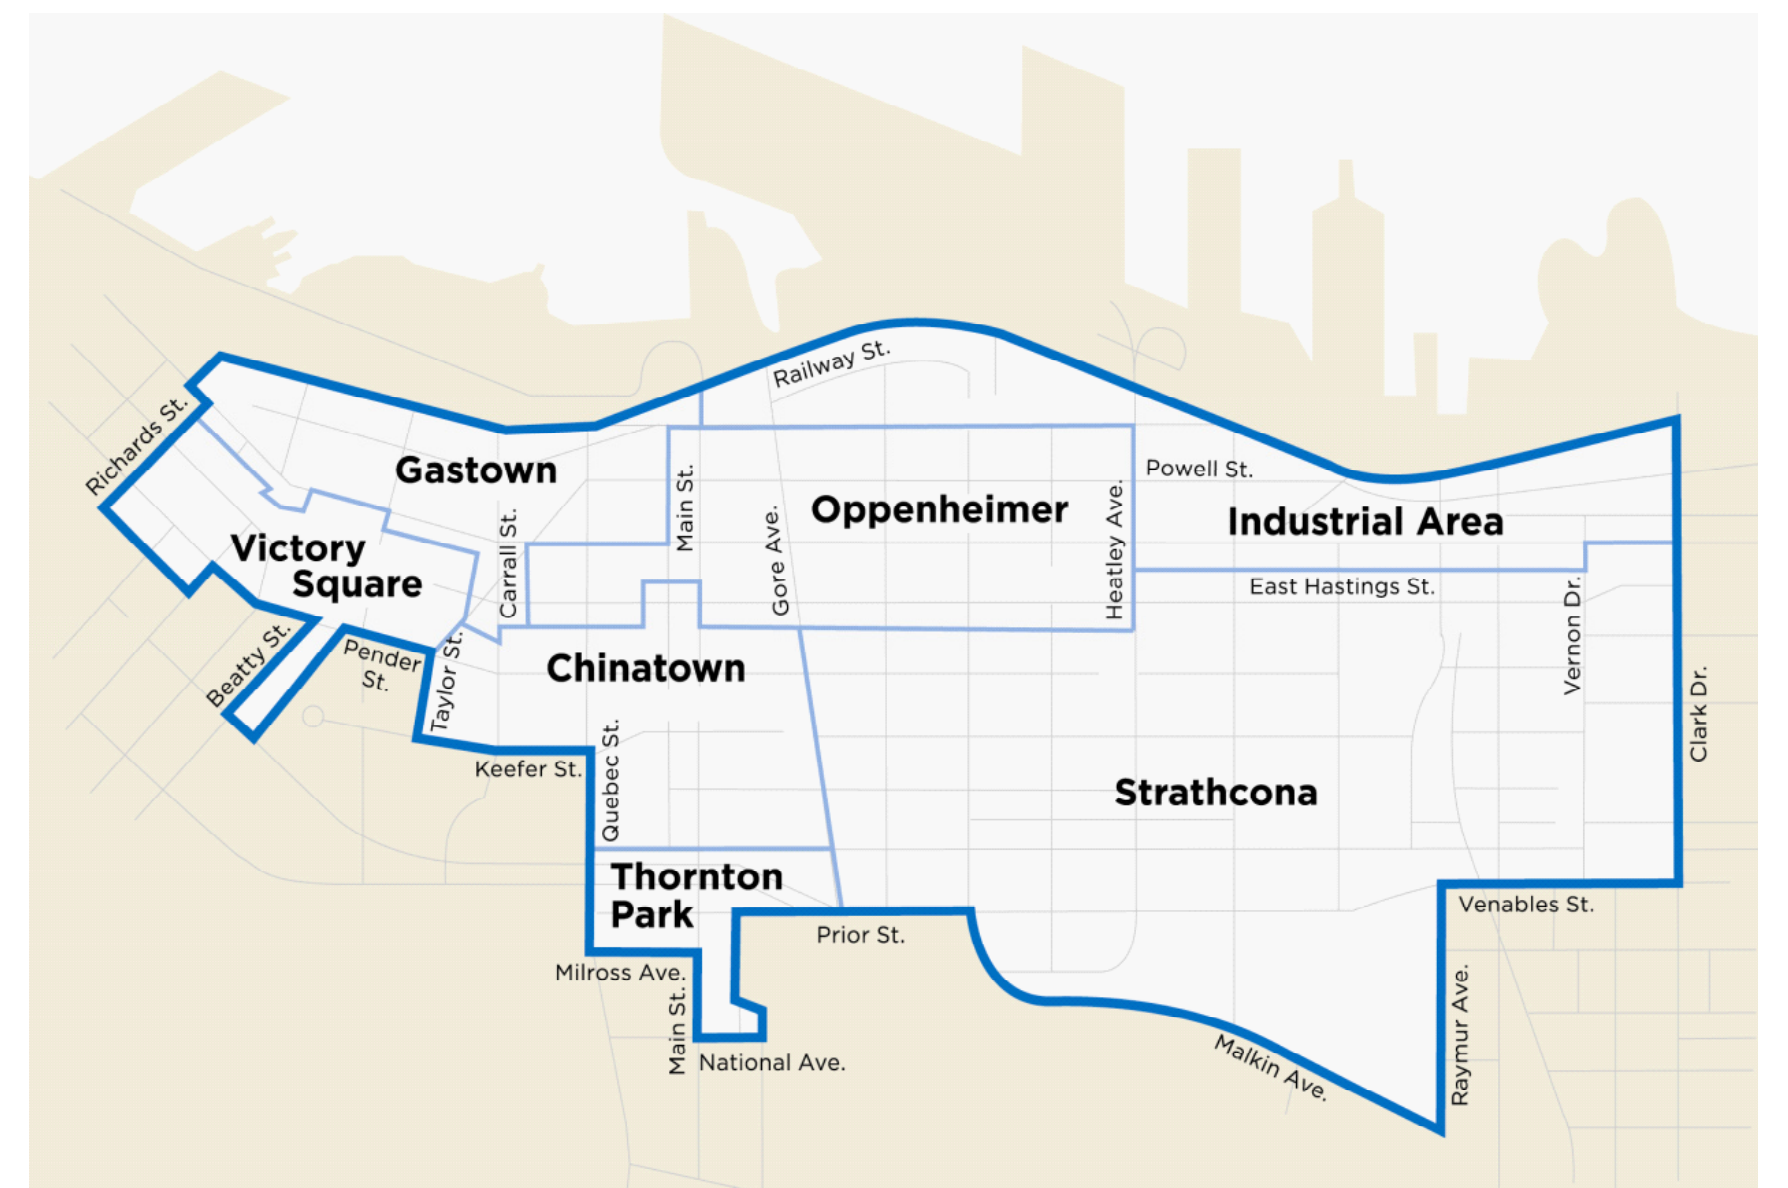 Railway St.
Richards St.
Gastown
Main St.
Powell St.
Oppenheimer
Heatley Ave.
Industrial Area
Gore Ave.
Carrall St.
Victory
Square
East Hastings St.
Vernon Dr.
Beatty St.
Pender
St.
Taylor St.
Chinatown
Clark Dr.
Keefer St.
Quebec St.
Strathcona
Thornton
Park
Venables St.
Prior St.
Milross Ave.
Main St.
National Ave.
Malkin Ave.
Raymur Ave.